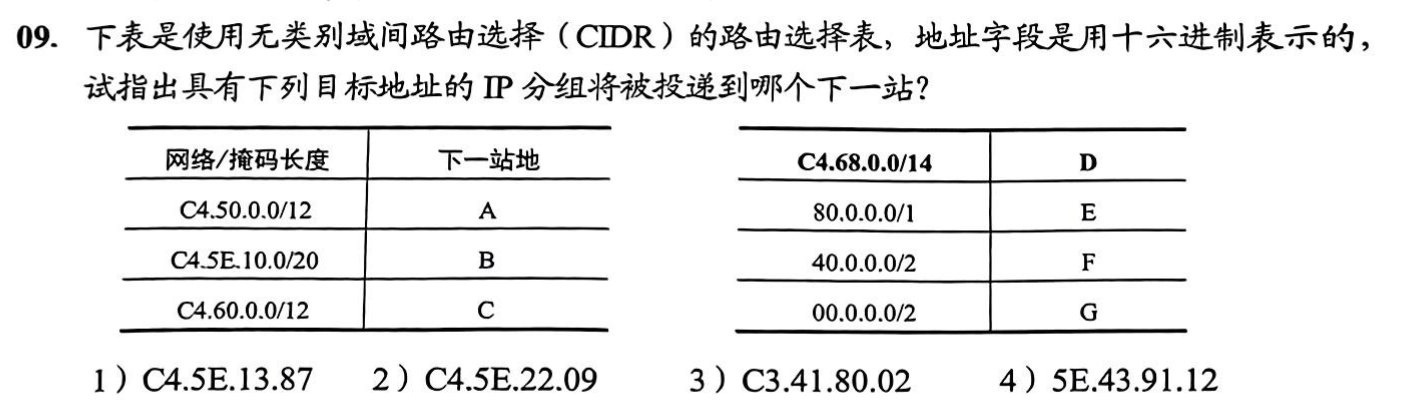 09. 下表是使用无类别域间路由选择（CIDR）的路由选择表，地址字段是用十六进制表示的，
试指出具有下列目标地址的 IP 分组将被投递到哪个下一站？
网络/掩码长度 下一站地
C4.50.0.0/12 A
C4.5E.10.0/20 B
C4.60.0.0/12 C
C4.68.0.0/14 D
80.0.0.0/1 E
40.0.0.0/2 F
00.0.0.0/2 G
1）C4.5E.13.87 2）C4.5E.22.09 3）C3.41.80.02 4）5E.43.91.12